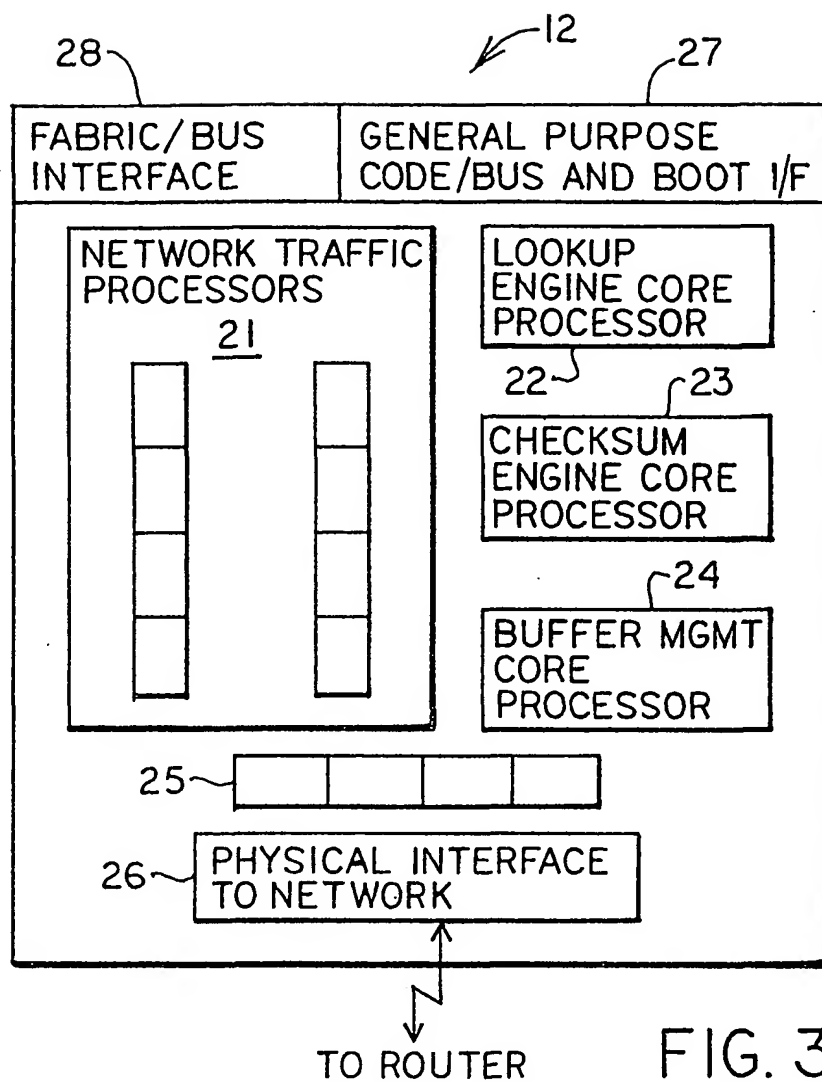 12
28
27
FABRIC/BUS
INTERFACE
GENERAL PURPOSE
CODE/BUS AND BOOT I/F
NETWORK TRAFFIC
PROCESSORS
21
LOOKUP
ENGINE CORE
PROCESSOR
22
23
CHECKSUM
ENGINE CORE
PROCESSOR
24
BUFFER MGMT
CORE
PROCESSOR
25
26
PHYSICAL INTERFACE
TO NETWORK
TO ROUTER
FIG. 3